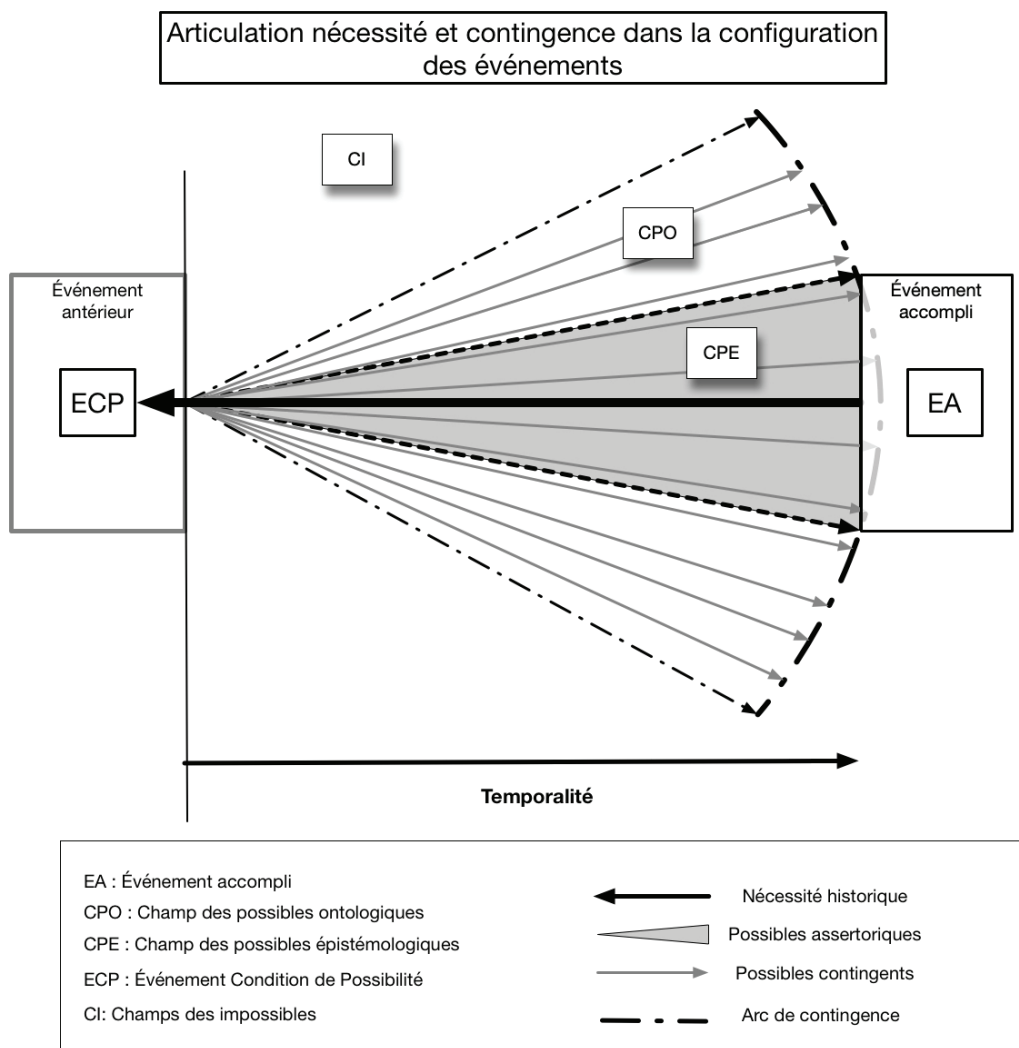 Articulation nécessité et contingence dans la configuration
des événements
CI
CPO
Événement
antérieur
Événement
accompli
CPE
ECP
EA
Temporalité
EA : Événement accompli
CPO : Champ des possibles ontologiques
CPE : Champ des possibles épistémologiques
ECP : Événement Condition de Possibilité
CI: Champs des impossibles
Nécessité historique
Possibles assertoriques
Possibles contingents
Arc de contingence